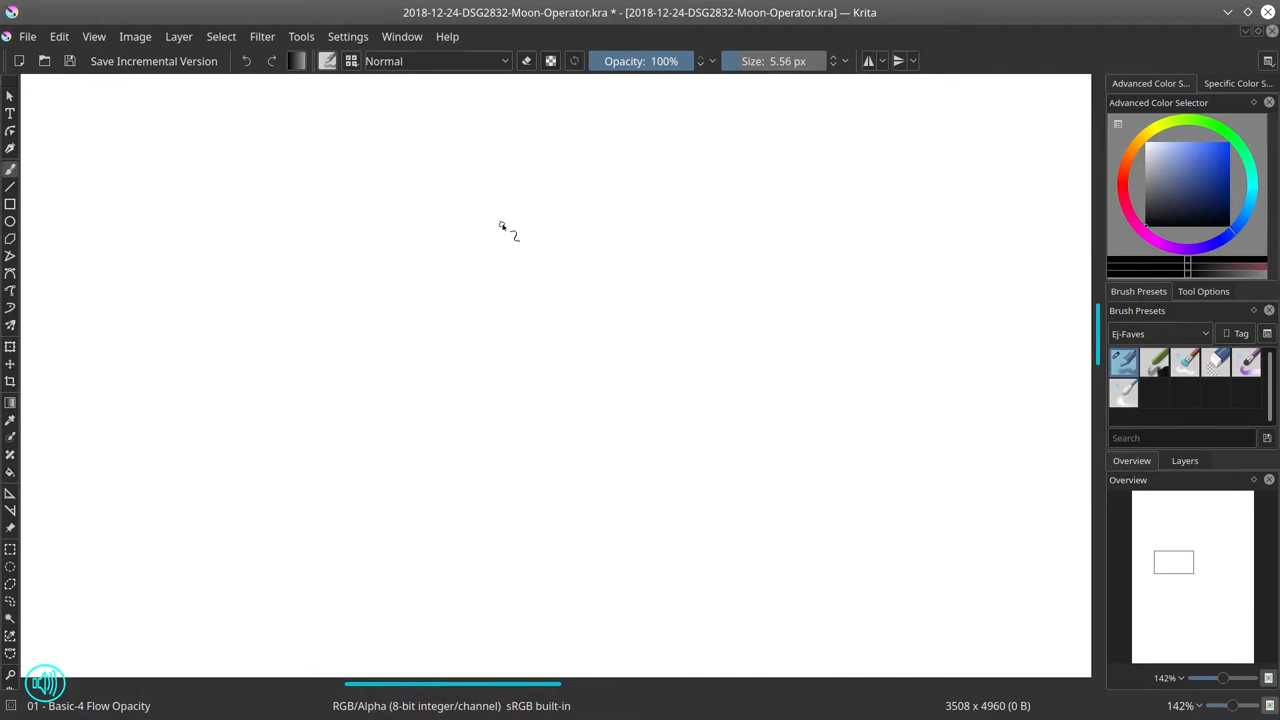 2018-12-24-DSG2832-Moon-Operator.kra * - [2018-12-24-DSG2832-Moon-Operator.kra] — Krita
File Edit View Image Layer Select Filter Tools Settings Window Help
Save Incremental Version Normal Opacity: 100% Size: 5.56 px
Advanced Color S... Specific Color S...
Advanced Color Selector
Brush Presets Tool Options
Brush Presets
Ej-Faves Tag
Search
Overview Layers
Overview
142%
01 - Basic-4 Flow Opacity RGB/Alpha (8-bit integer/channel) sRGB built-in 3508 x 4960 (0 B) 142%